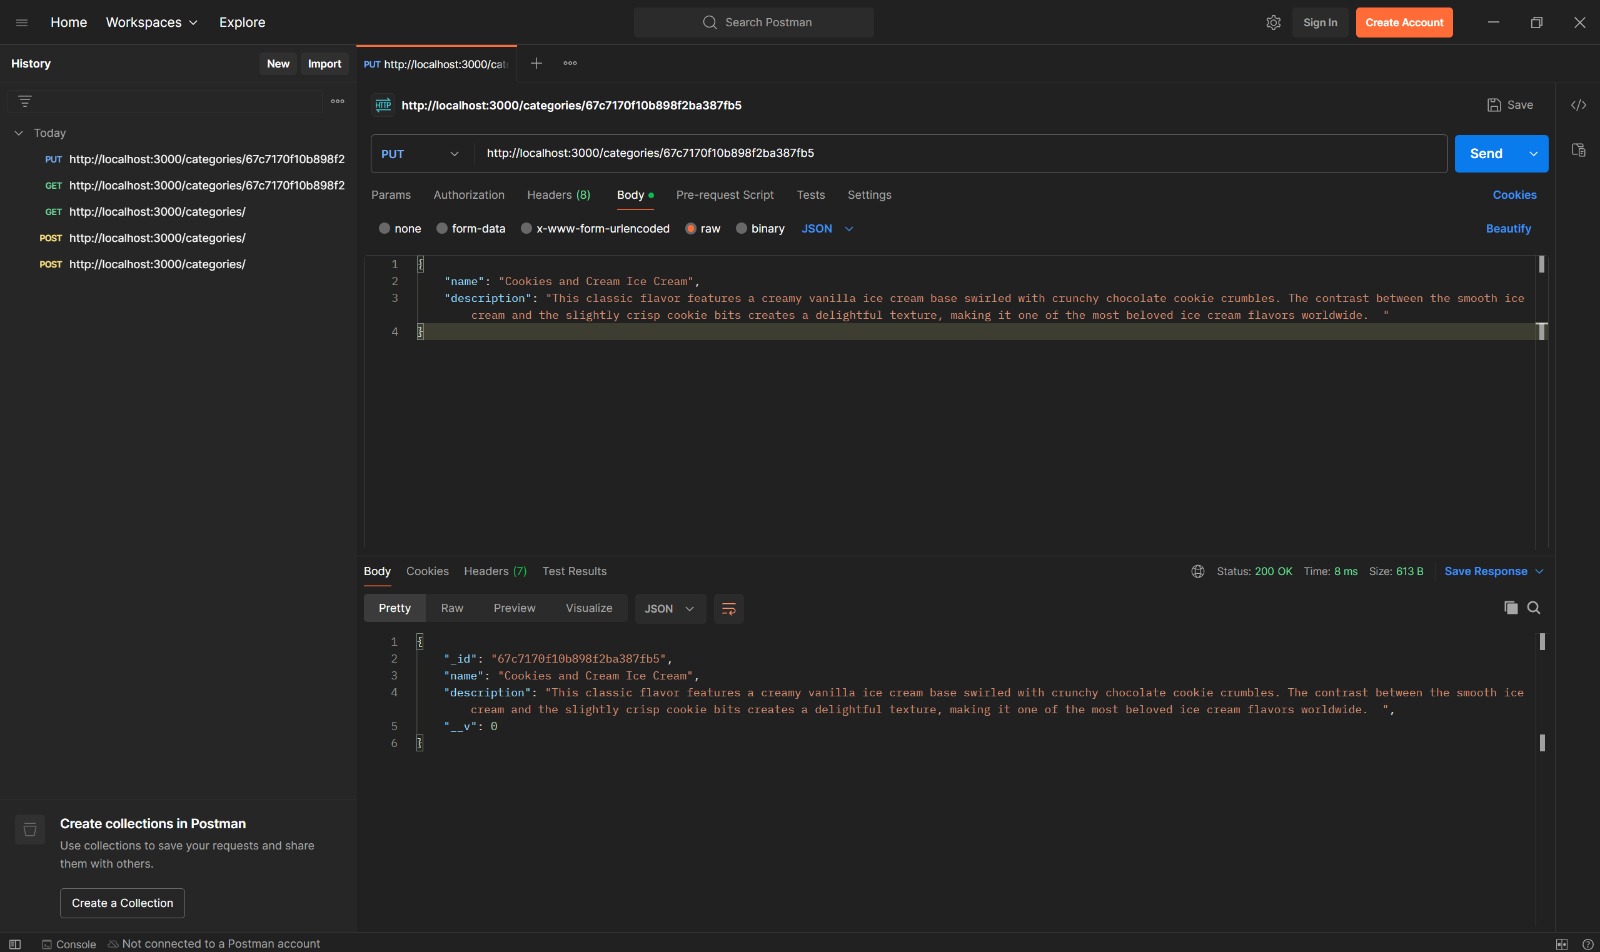 Home Workspaces Explore Search Postman Sign In Create Account
History New Import PUT http://localhost:3000/cat
Today
PUT http://localhost:3000/categories/67c7170f10b898f2
GET http://localhost:3000/categories/67c7170f10b898f2
GET http://localhost:3000/categories/
POST http://localhost:3000/categories/
POST http://localhost:3000/categories/
HTTP http://localhost:3000/categories/67c7170f10b898f2ba387fb5 Save
PUT http://localhost:3000/categories/67c7170f10b898f2ba387fb5 Send
Params Authorization Headers (8) Body Pre-request Script Tests Settings Cookies
none form-data x-www-form-urlencoded raw binary JSON Beautify
1 {
2 "name": "Cookies and Cream Ice Cream",
3 "description": "This classic flavor features a creamy vanilla ice cream base swirled with crunchy chocolate cookie crumbles. The contrast between the smooth ice
cream and the slightly crisp cookie bits creates a delightful texture, making it one of the most beloved ice cream flavors worldwide.  "
4 }
Body Cookies Headers (7) Test Results Status: 200 OK Time: 8 ms Size: 613 B Save Response
Pretty Raw Preview Visualize JSON
1 {
2 "_id": "67c7170f10b898f2ba387fb5",
3 "name": "Cookies and Cream Ice Cream",
4 "description": "This classic flavor features a creamy vanilla ice cream base swirled with crunchy chocolate cookie crumbles. The contrast between the smooth ice
cream and the slightly crisp cookie bits creates a delightful texture, making it one of the most beloved ice cream flavors worldwide.  ",
5 "__v": 0
6 }
Create collections in Postman
Use collections to save your requests and share
them with others.
Create a Collection
Console Not connected to a Postman account